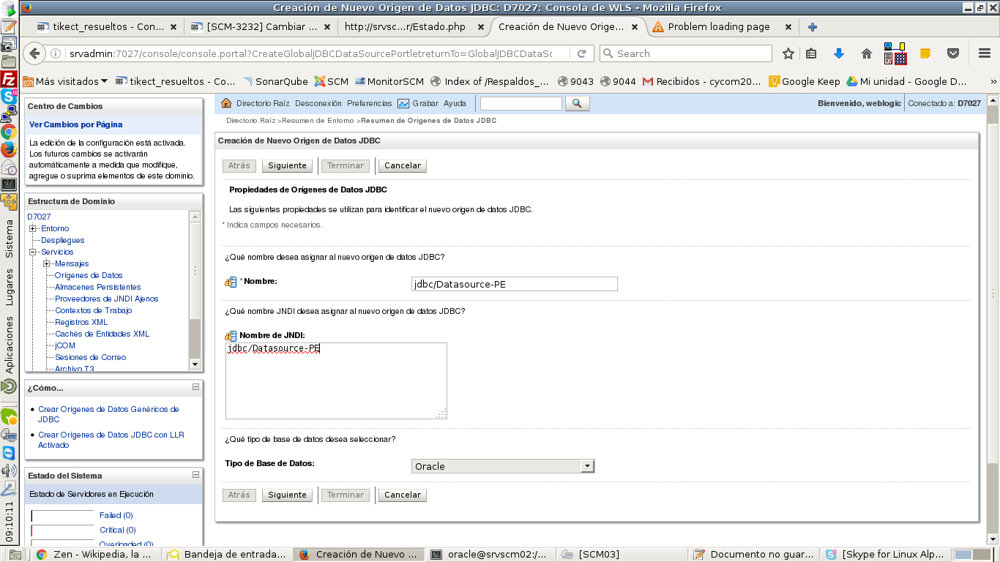 Creación de Nuevo Origen de Datos JDBC: D7027: Consola de WLS - Mozilla Firefox
tikect_resueltos - Con... ×
[SCM-3232] Cambiar ... ×
http://srvsc...r/Estado.php ×
Creación de Nuevo Orige... ×
Problem loading page ×
srvadmin:7027/console/console.portal?CreateGlobalJDBCDataSourcePortletreturnTo=GlobalJDBCDataSc
Search
Más visitados
tikect_resueltos - Co...
SonarQube
SCM
MonitorSCM
Index of /Respaldos_...
9043
9044
Recibidos - cycom20...
Google Keep
Mi unidad - Google D...
Centro de Cambios
Ver Cambios por Página
La edición de la configuración está activada.
Los futuros cambios se activarán
automáticamente a medida que modifique,
agregue o suprima elementos de este dominio.
Estructura de Dominio
D7027
Entorno
Despliegues
Servicios
Mensajes
Orígenes de Datos
Almacenes Persistentes
Proveedores de JNDI Ajenos
Contextos de Trabajo
Registros XML
Cachés de Entidades XML
jCOM
Sesiones de Correo
Archivo T3
¿Cómo...
Crear Orígenes de Datos Genéricos de
JDBC
Crear Orígenes de Datos JDBC con LLR
Activado
Estado del Sistema
Estado de Servidores en Ejecución
Failed (0)
Critical (0)
Overloaded (0)
Directorio Raíz Desconexión Preferencias Grabar Ayuda
Bienvenido, weblogic Conectado a: D7027
Directorio Raíz >Resumen de Entorno >Resumen de Orígenes de Datos JDBC
Creación de Nuevo Origen de Datos JDBC
Atrás Siguiente Terminar Cancelar
Propiedades de Orígenes de Datos JDBC
Las siguientes propiedades se utilizan para identificar el nuevo origen de datos JDBC.
* Indica campos necesarios.
¿Qué nombre desea asignar al nuevo origen de datos JDBC?
* Nombre: jdbc/Datasource-PE
¿Qué nombre JNDI desea asignar al nuevo origen de datos JDBC?
Nombre de JNDI:
jdbc/Datasource-PE
¿Qué tipo de base de datos desea seleccionar?
Tipo de Base de Datos: Oracle
Atrás Siguiente Terminar Cancelar
Sistema
Lugares
Aplicaciones
09:10:11
Zen - Wikipedia, la ...
Bandeja de entrada...
Creación de Nuevo ...
oracle@srvscm02:/...
[SCM03]
Documento no guar...
[Skype for Linux Alp...